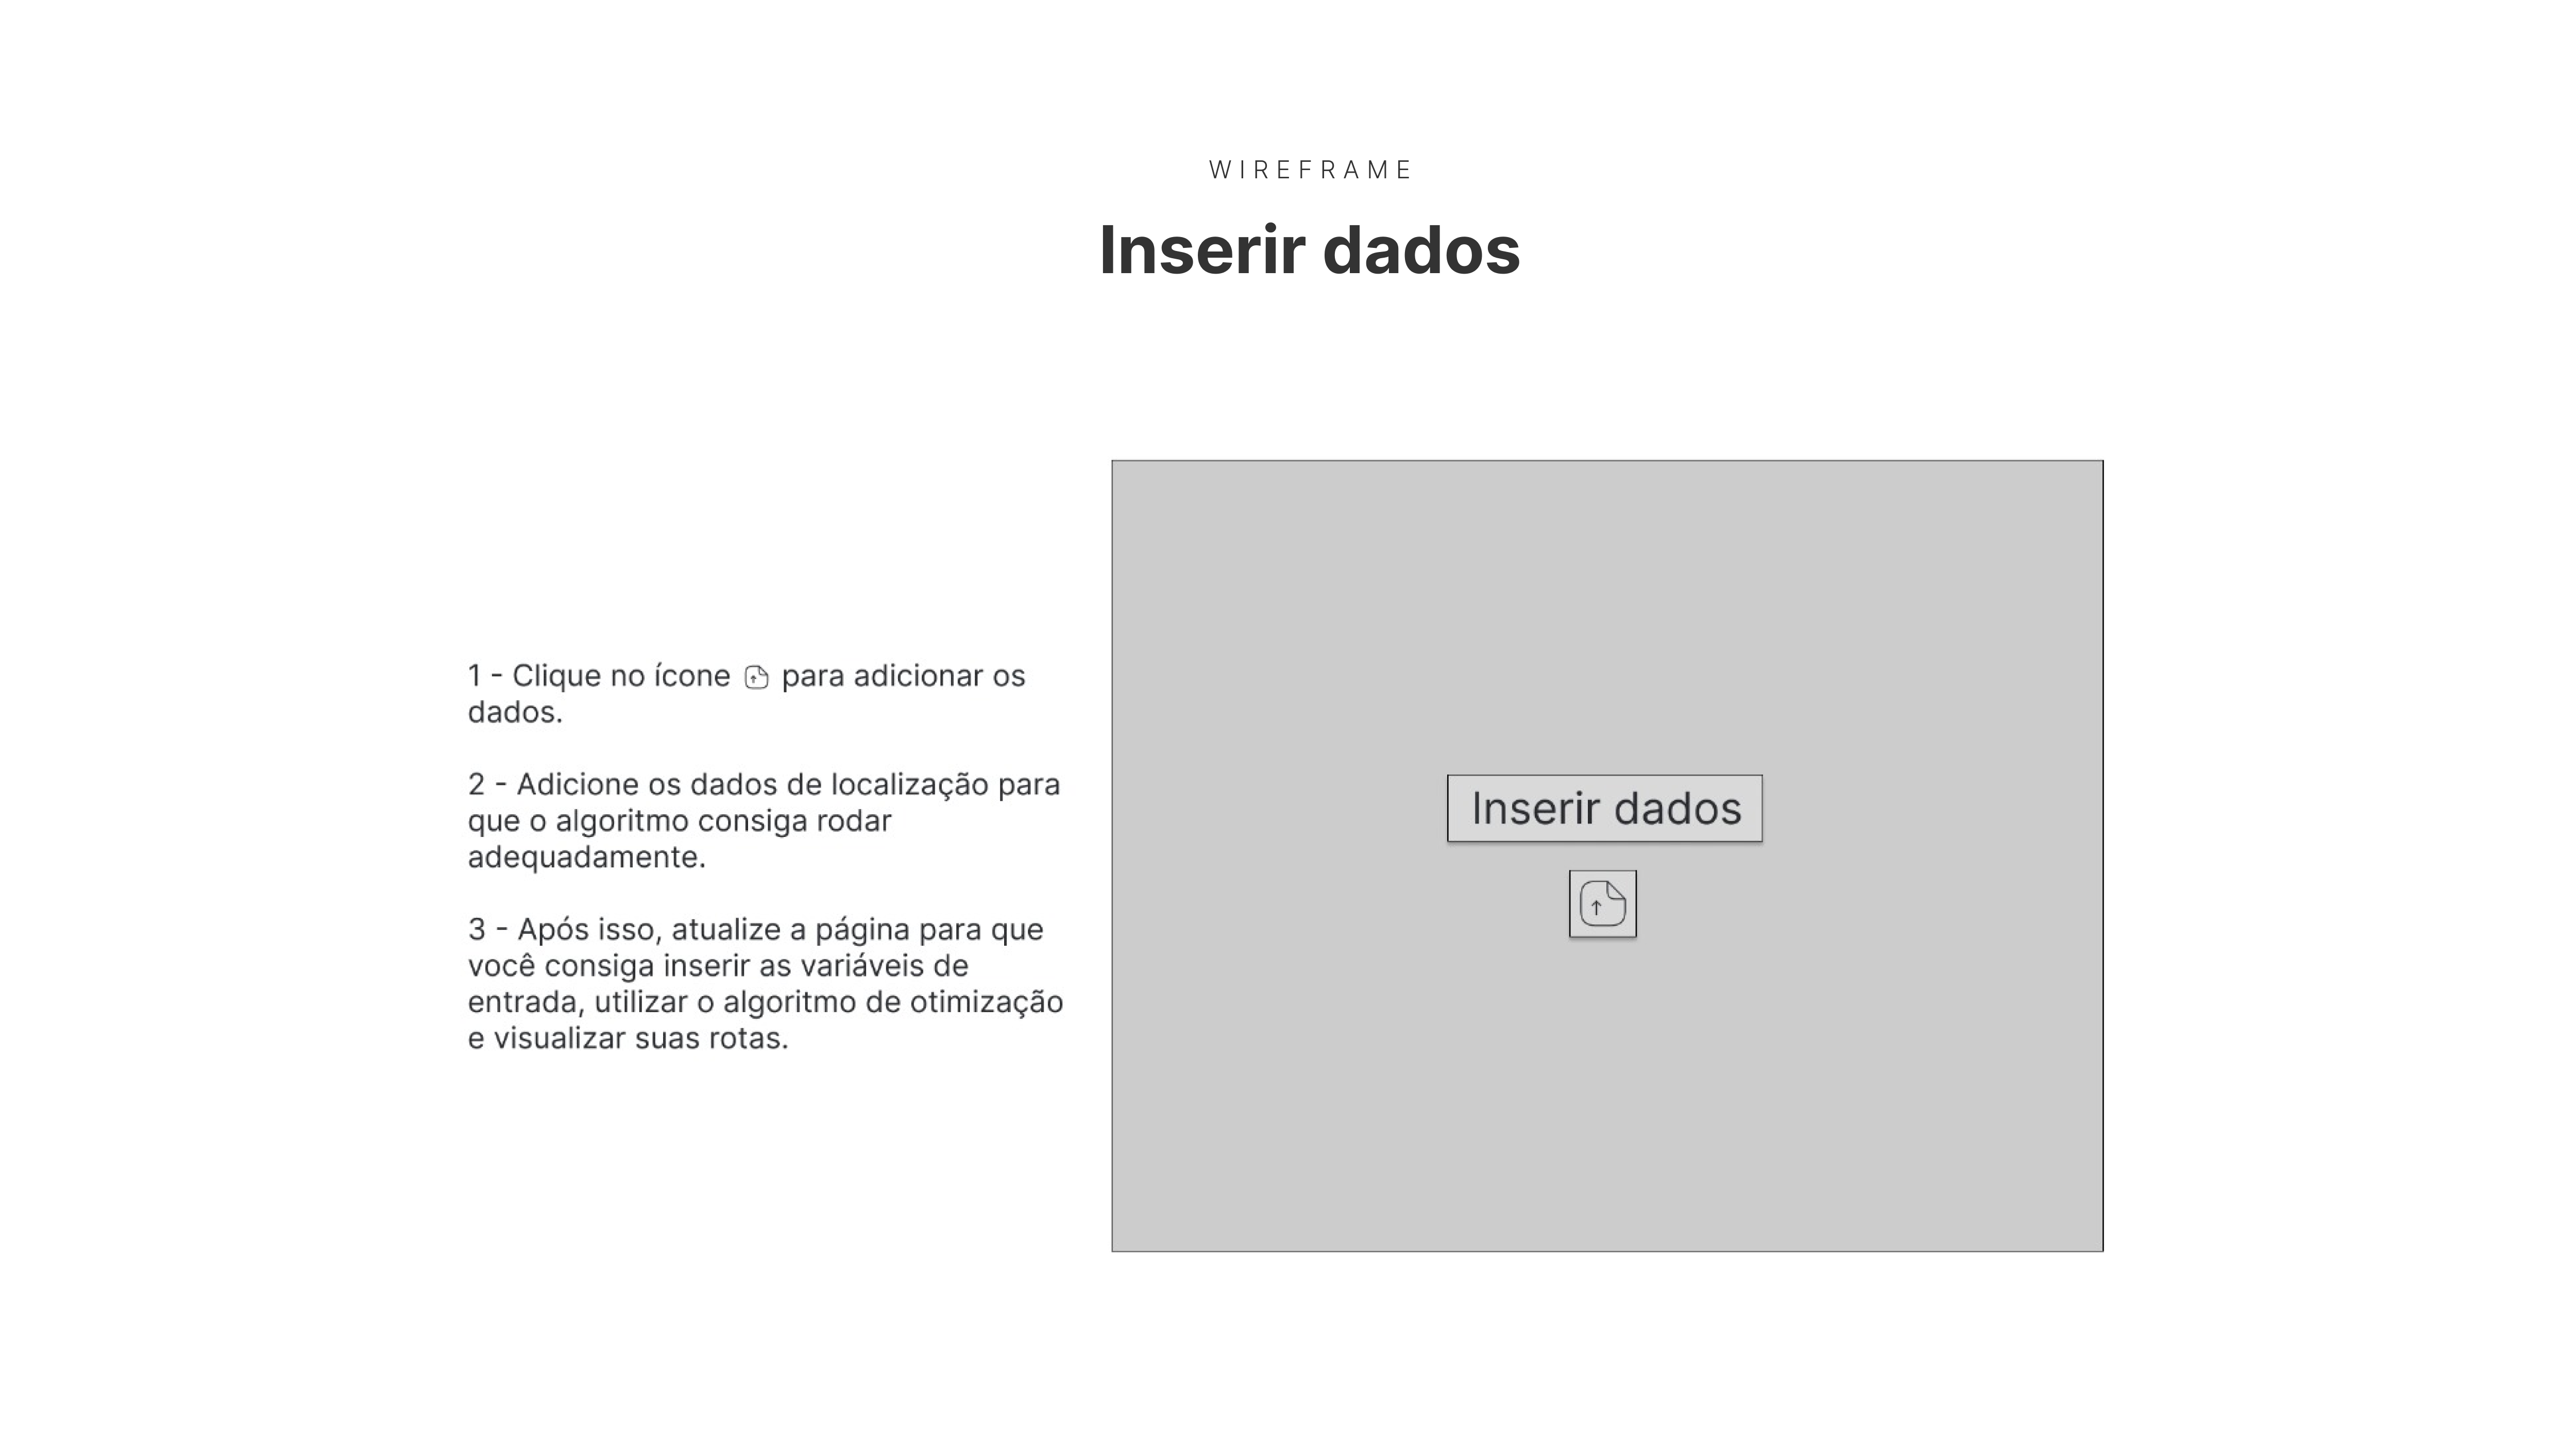 WIREFRAME
Inserir dados
1 - Clique no ícone para adicionar os
dados.
2 - Adicione os dados de localização para
que o algoritmo consiga rodar
adequadamente.
3 - Após isso, atualize a página para que
você consiga inserir as variáveis de
entrada, utilizar o algoritmo de otimização
e visualizar suas rotas.
Inserir dados